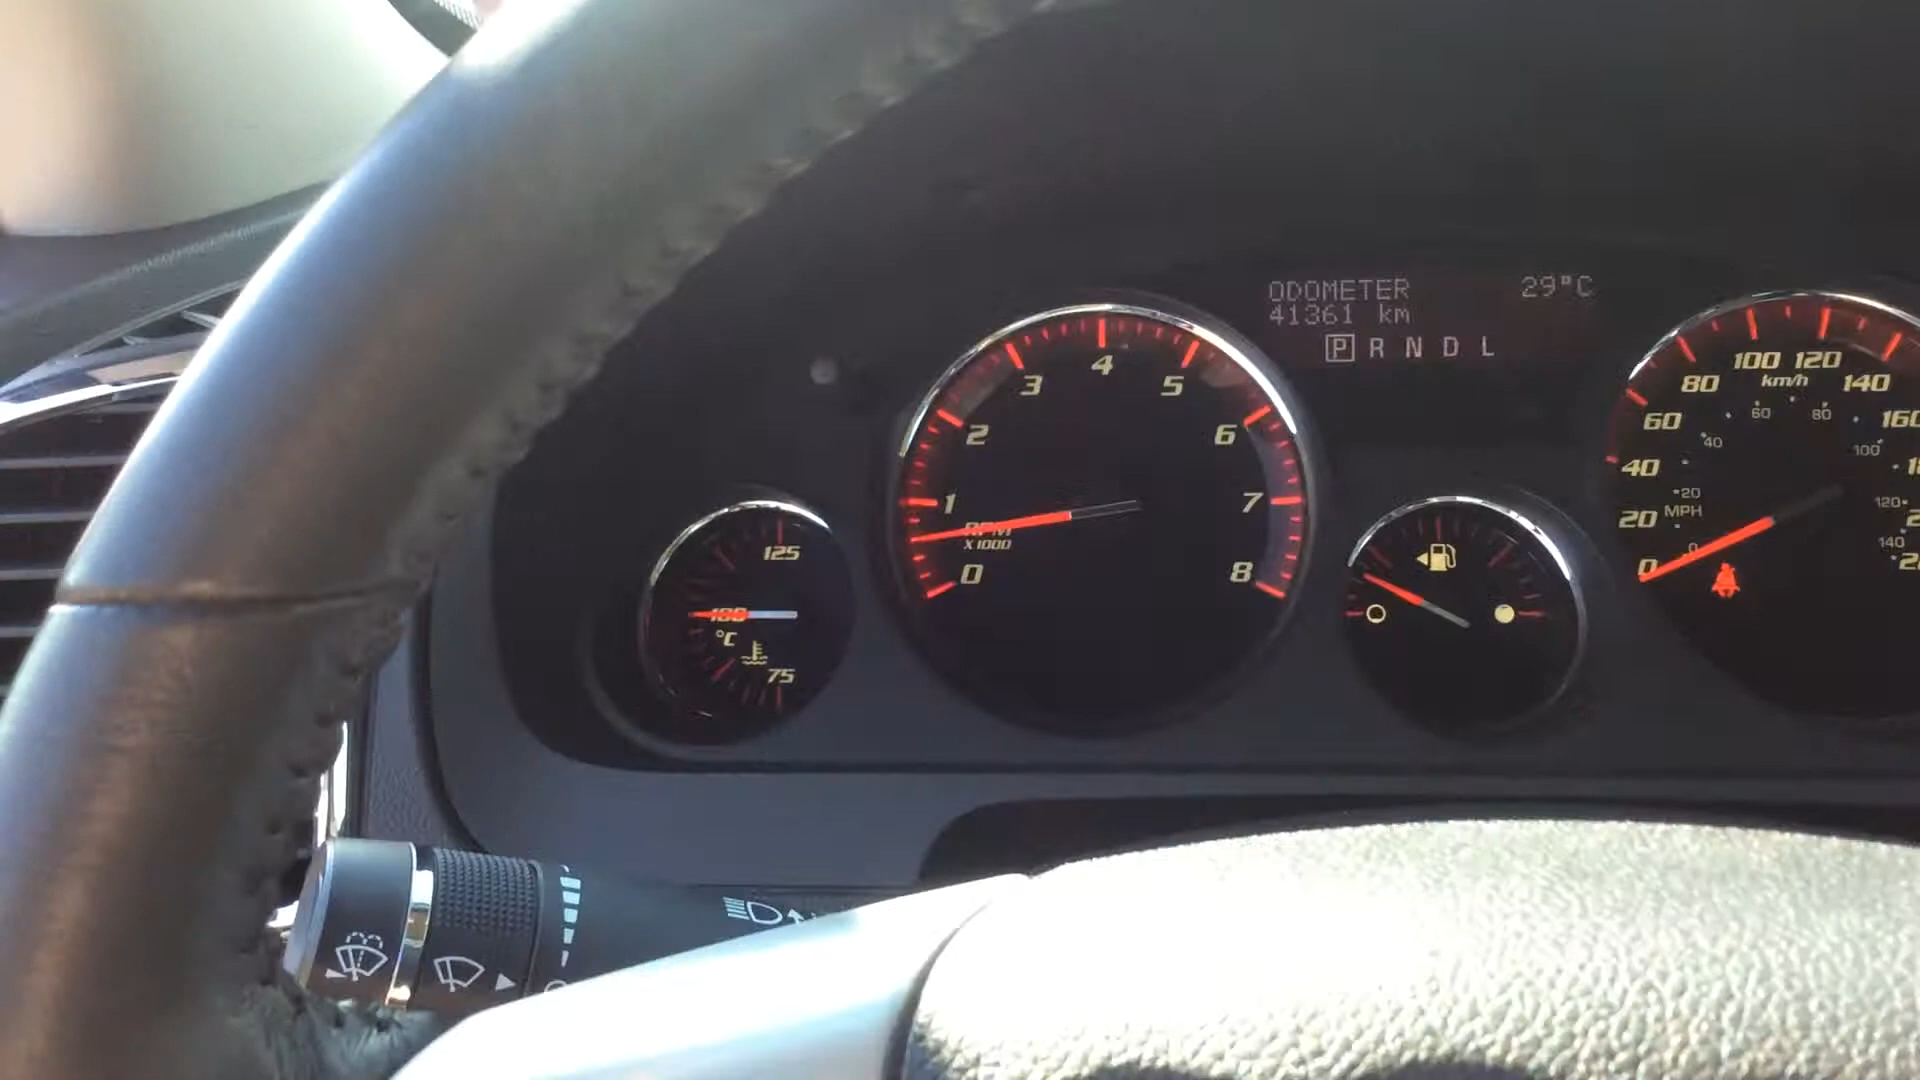 ODOMETER 29°C
41361 km
P R N D L
0 1 2 3 4 5 6 7 8
RPM
X 1000
125
100
°C
75
0 20 40 60 80 100 120 140 160
km/h
0 20 40 60 80 100 120 140
MPH